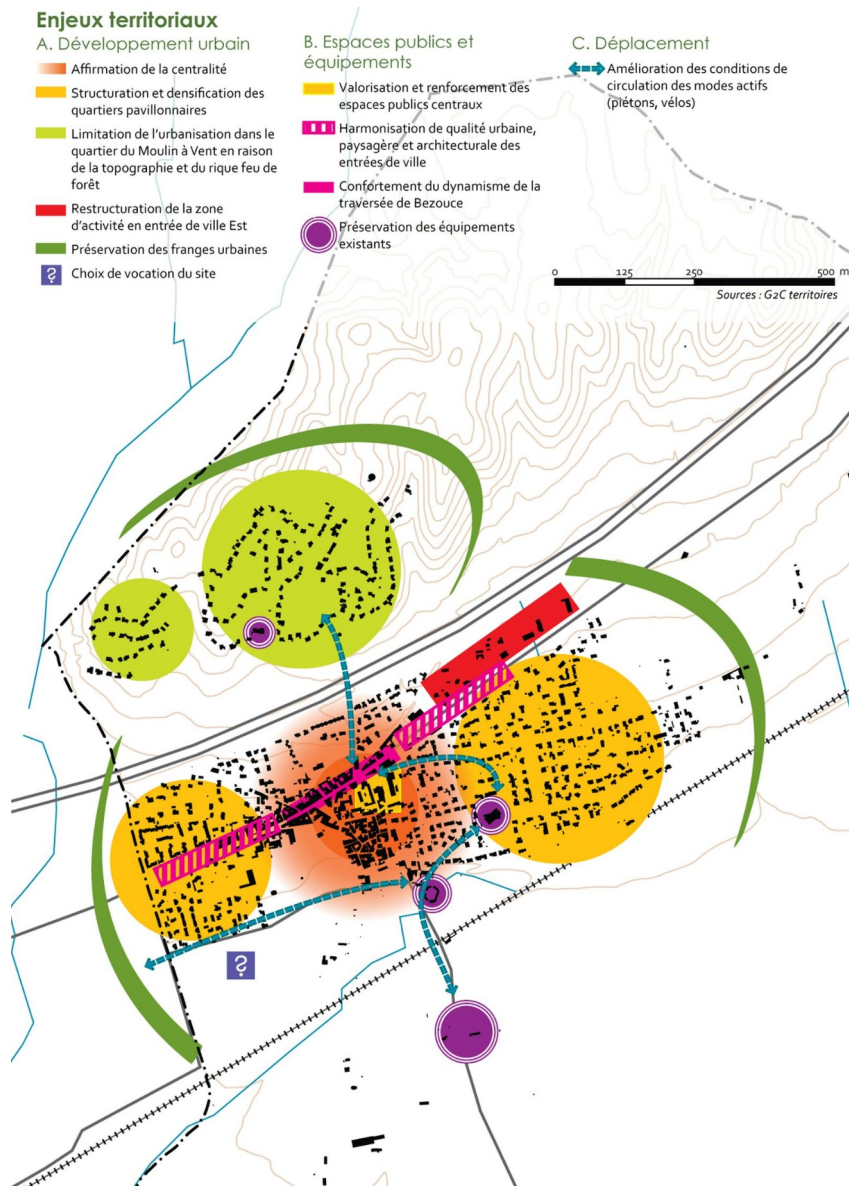 Enjeux territoriaux
A. Développement urbain
Affirmation de la centralité
Structuration et densification des
quartiers pavillonnaires
Limitation de l'urbanisation dans le
quartier du Moulin à Vent en raison
de la topographie et du rique feu de
forêt
Restructuration de la zone
d'activité en entrée de ville Est
Préservation des franges urbaines
? Choix de vocation du site
B. Espaces publics et
équipements
Valorisation et renforcement des
espaces publics centraux
Harmonisation de qualité urbaine,
paysagère et architecturale des
entrées de ville
Confortement du dynamisme de la
traversée de Bezouce
Préservation des équipements
existants
C. Déplacement
Amélioration des conditions de
circulation des modes actifs
(piétons, vélos)
0 125 250 500 m
Sources : G2C territoires
?